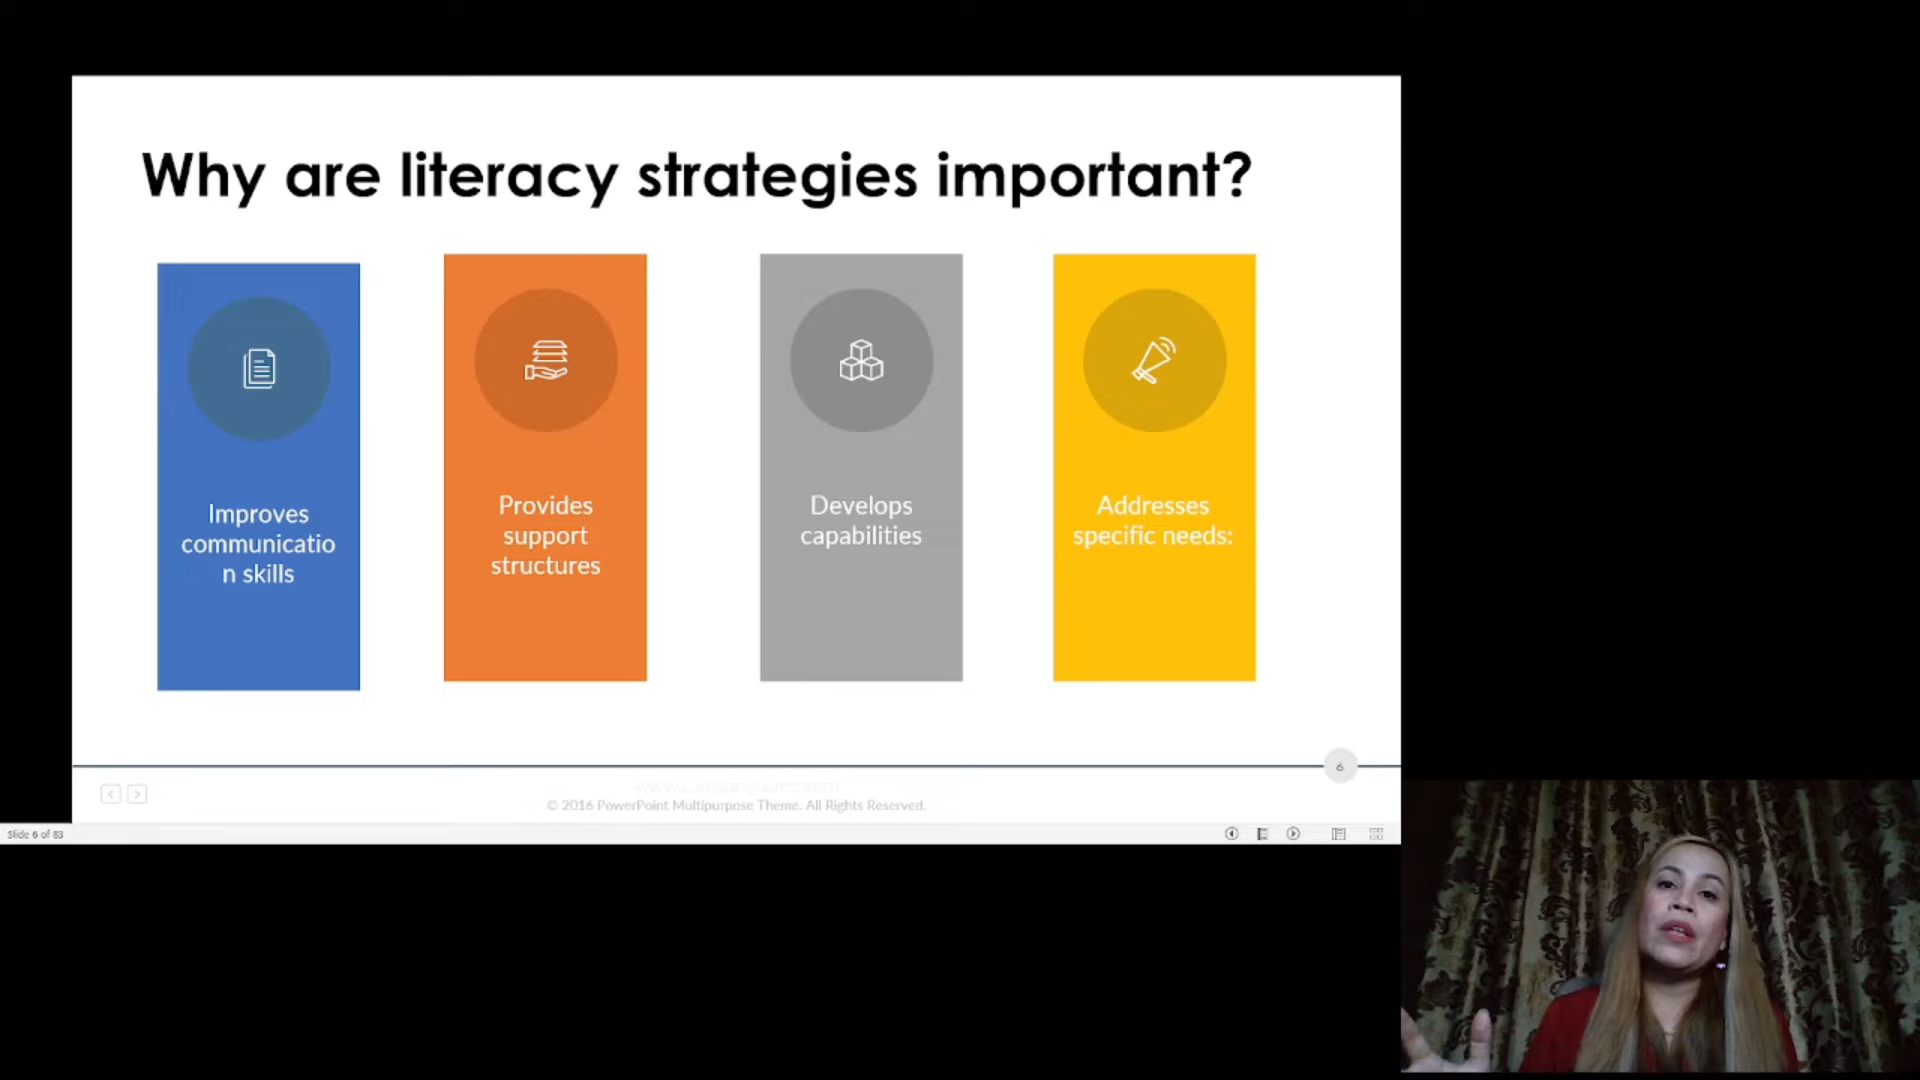 Why are literacy strategies important?
Improves
communicatio
n skills
Provides
support
structures
Develops
capabilities
Addresses
specific needs:
6
© 2016 PowerPoint Multipurpose Theme. All Rights Reserved.
Slide 6 of 83